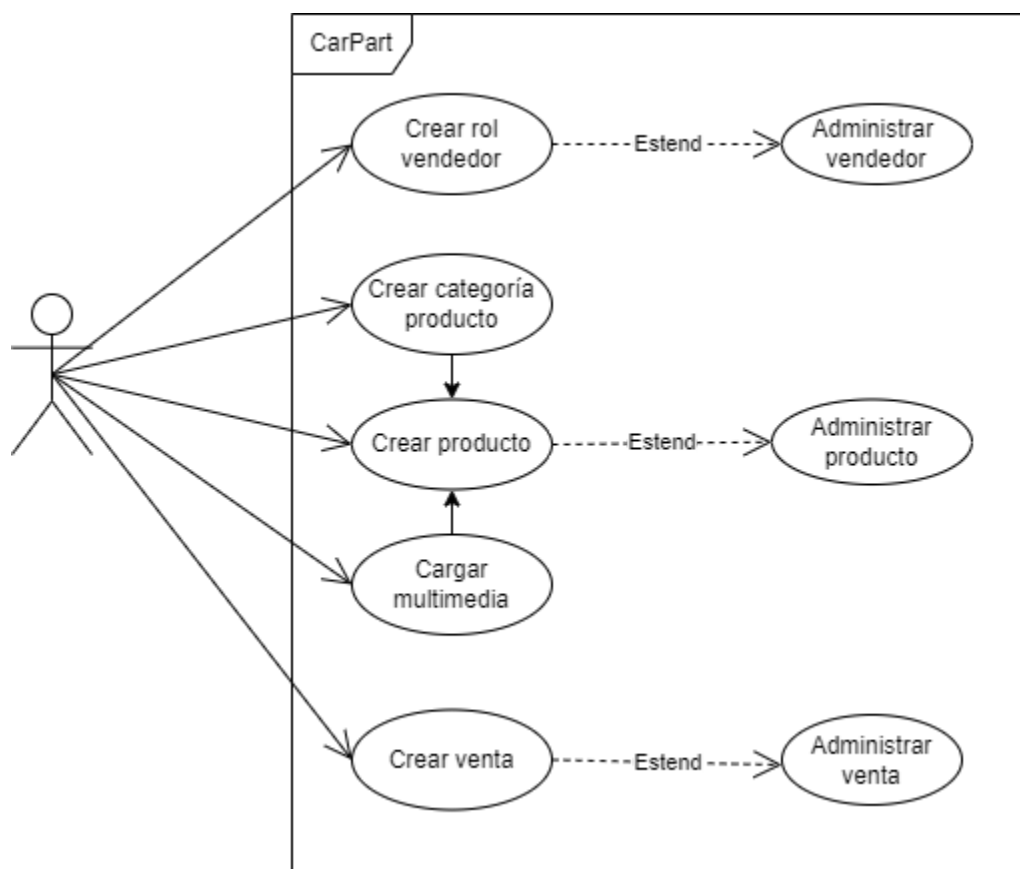 CarPart
Crear rol
vendedor
Estend
Administrar
vendedor
Crear categoría
producto
Crear producto
Estend
Administrar
producto
Cargar
multimedia
Crear venta
Estend
Administrar
venta